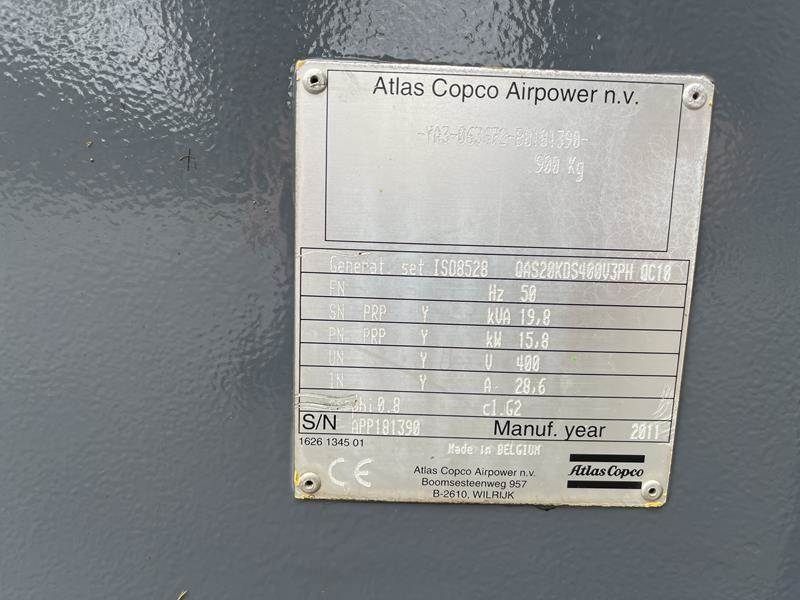 Atlas Copco Airpower n.v.
900 Kg
Generat. set ISO8528 QAS20KDS400V3PH QC10
FN Hz 50
SN PRP Y kVA 19,8
PN PRP Y kW 15,8
UN Y V 400
IN Y A 28,6
phi0.8 cl.G2
S/N APP181390 Manuf. year 2011
1626 1345 01
Made in BELGIUM
CE
Atlas Copco Airpower n.v.
Boomsesteenweg 957
B-2610, WILRIJK
Atlas Copco